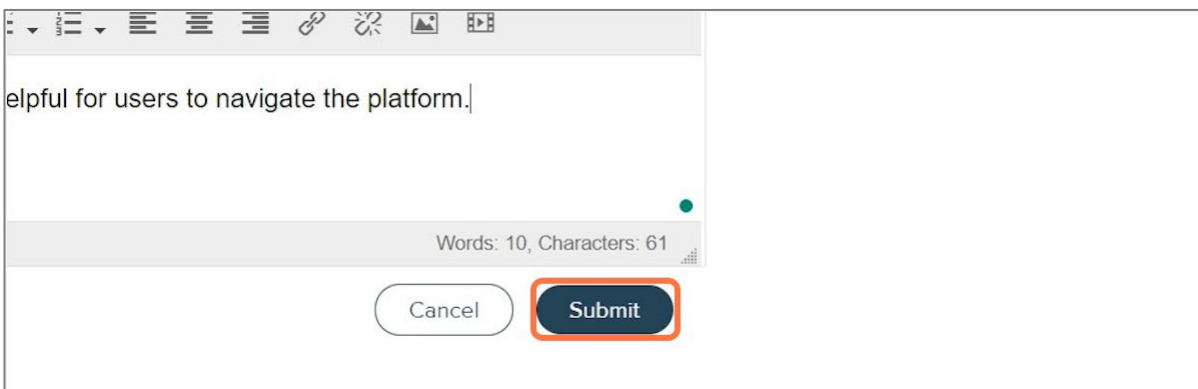 elpful for users to navigate the platform.
Words: 10, Characters: 61
Cancel Submit